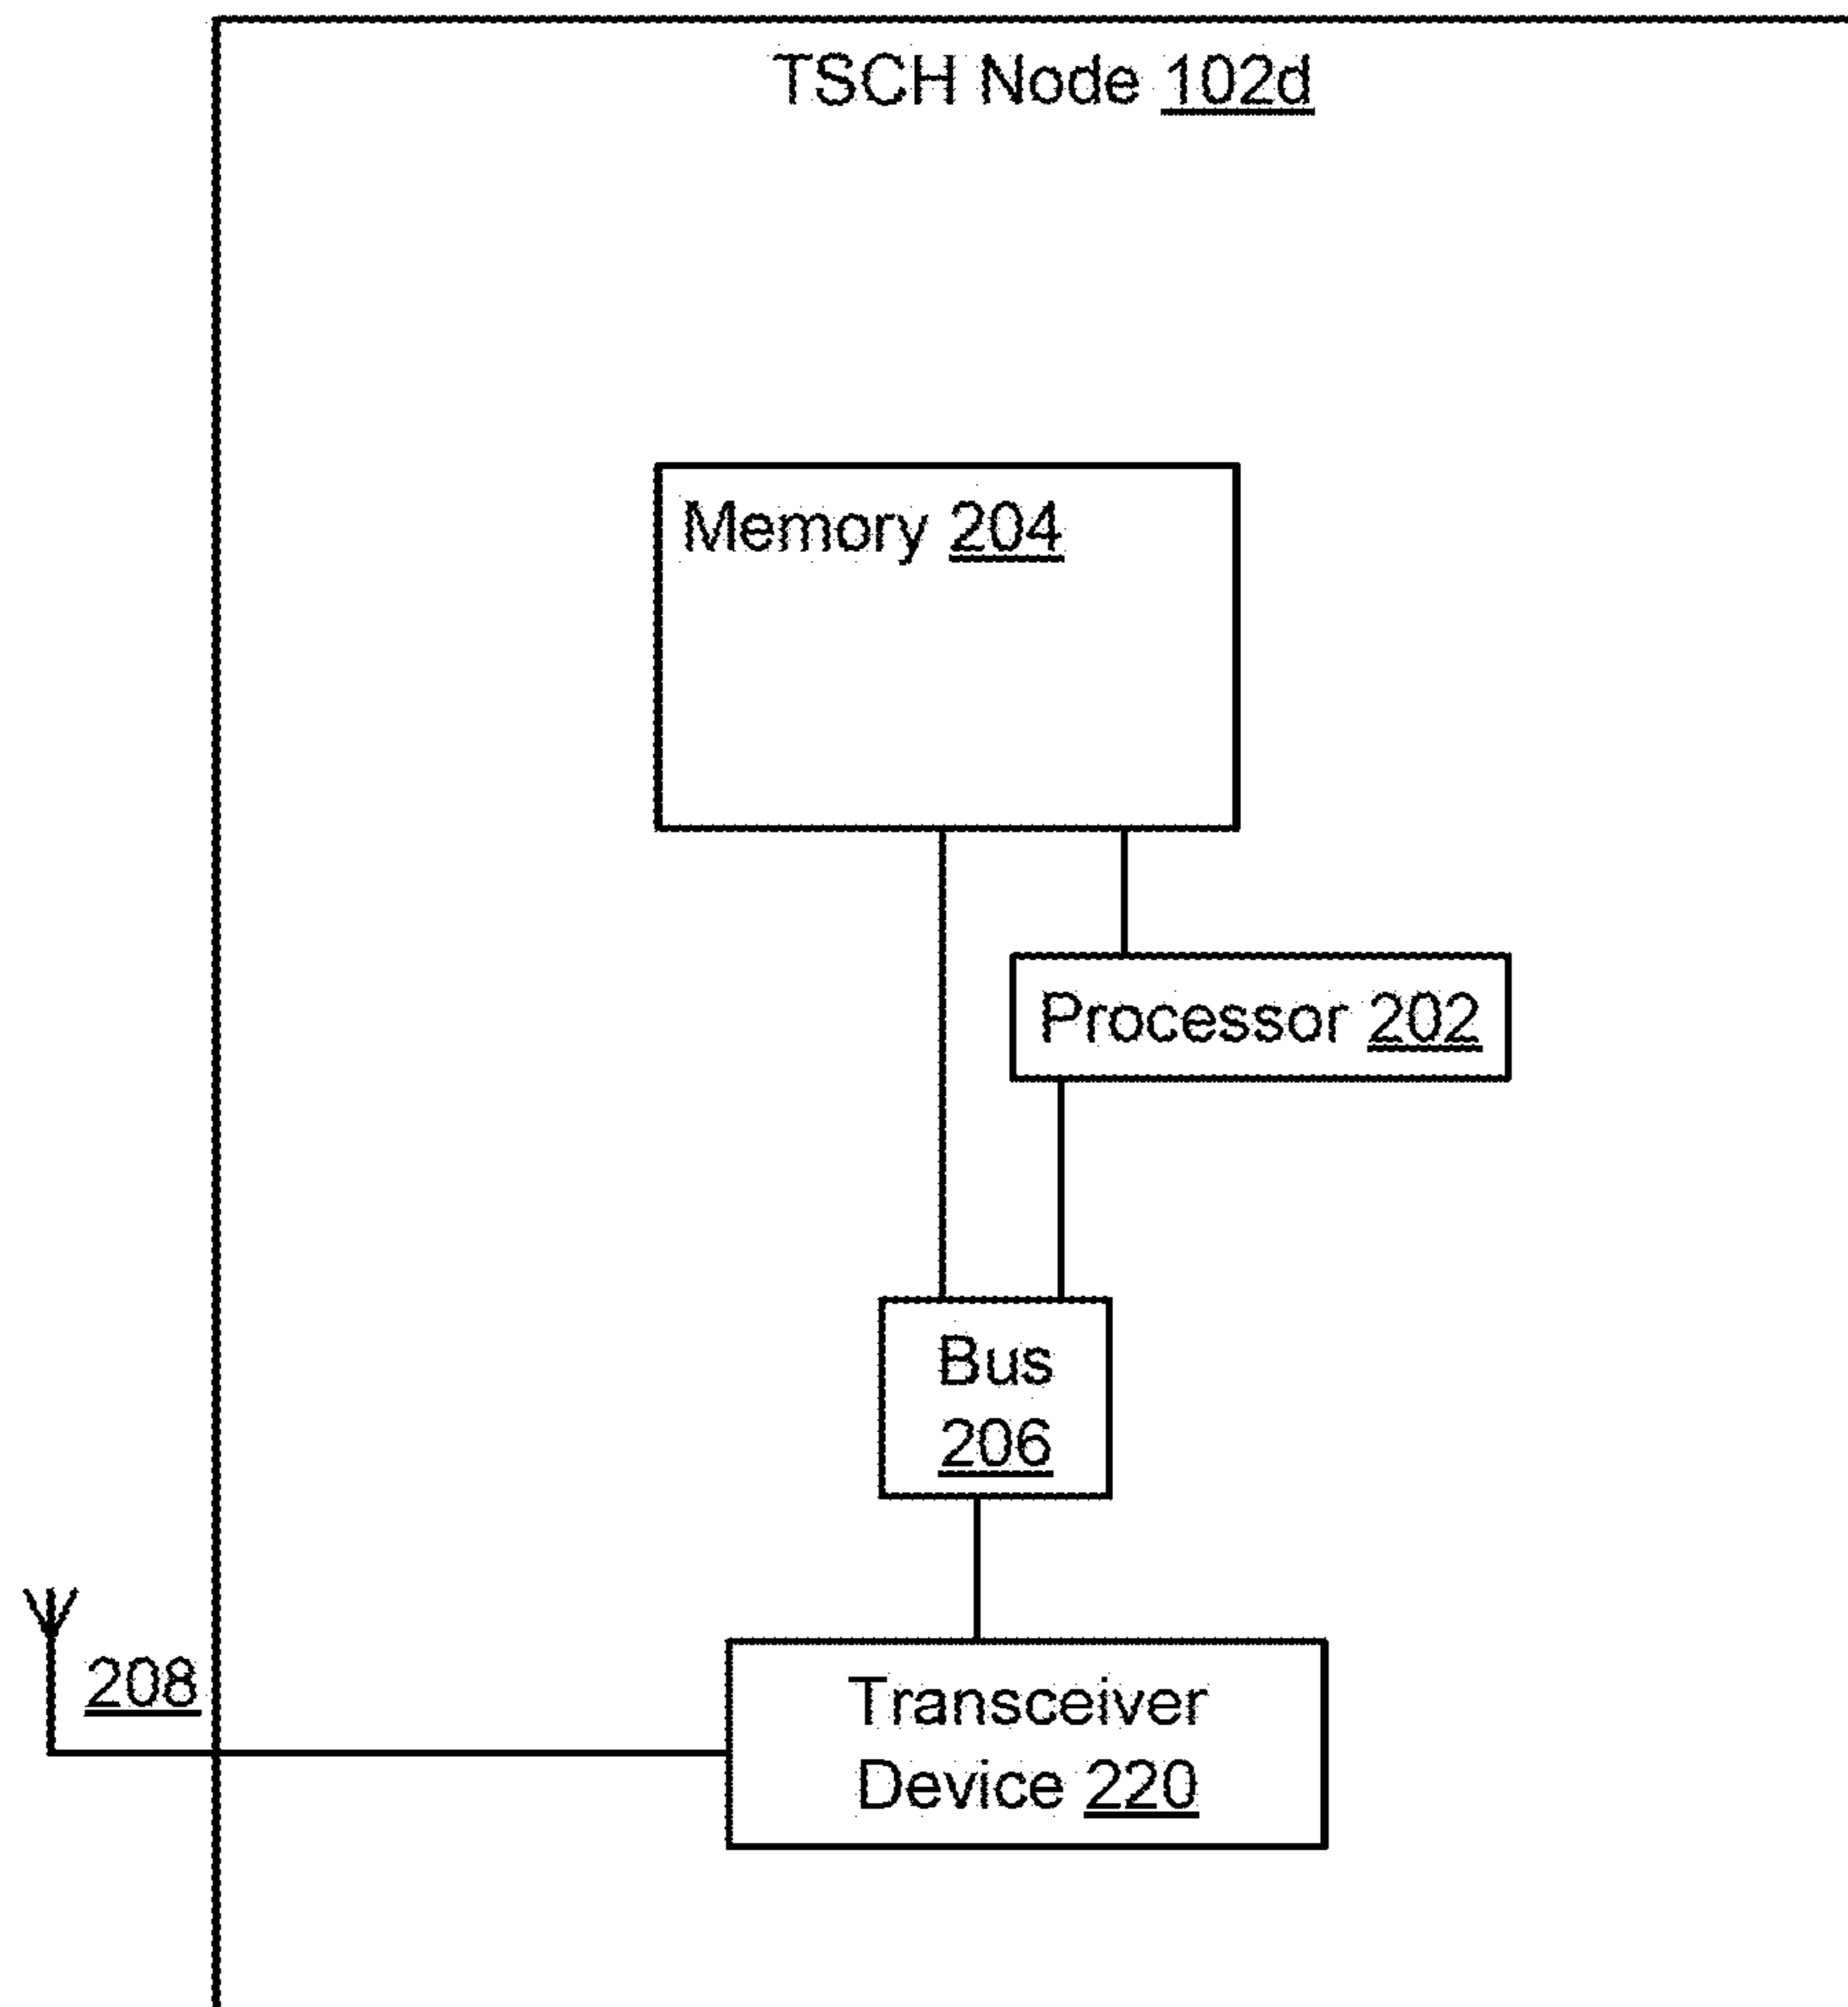 TSCH Node 102d
Memory 204
Processor 202
Bus
206
208
Transceiver
Device 220